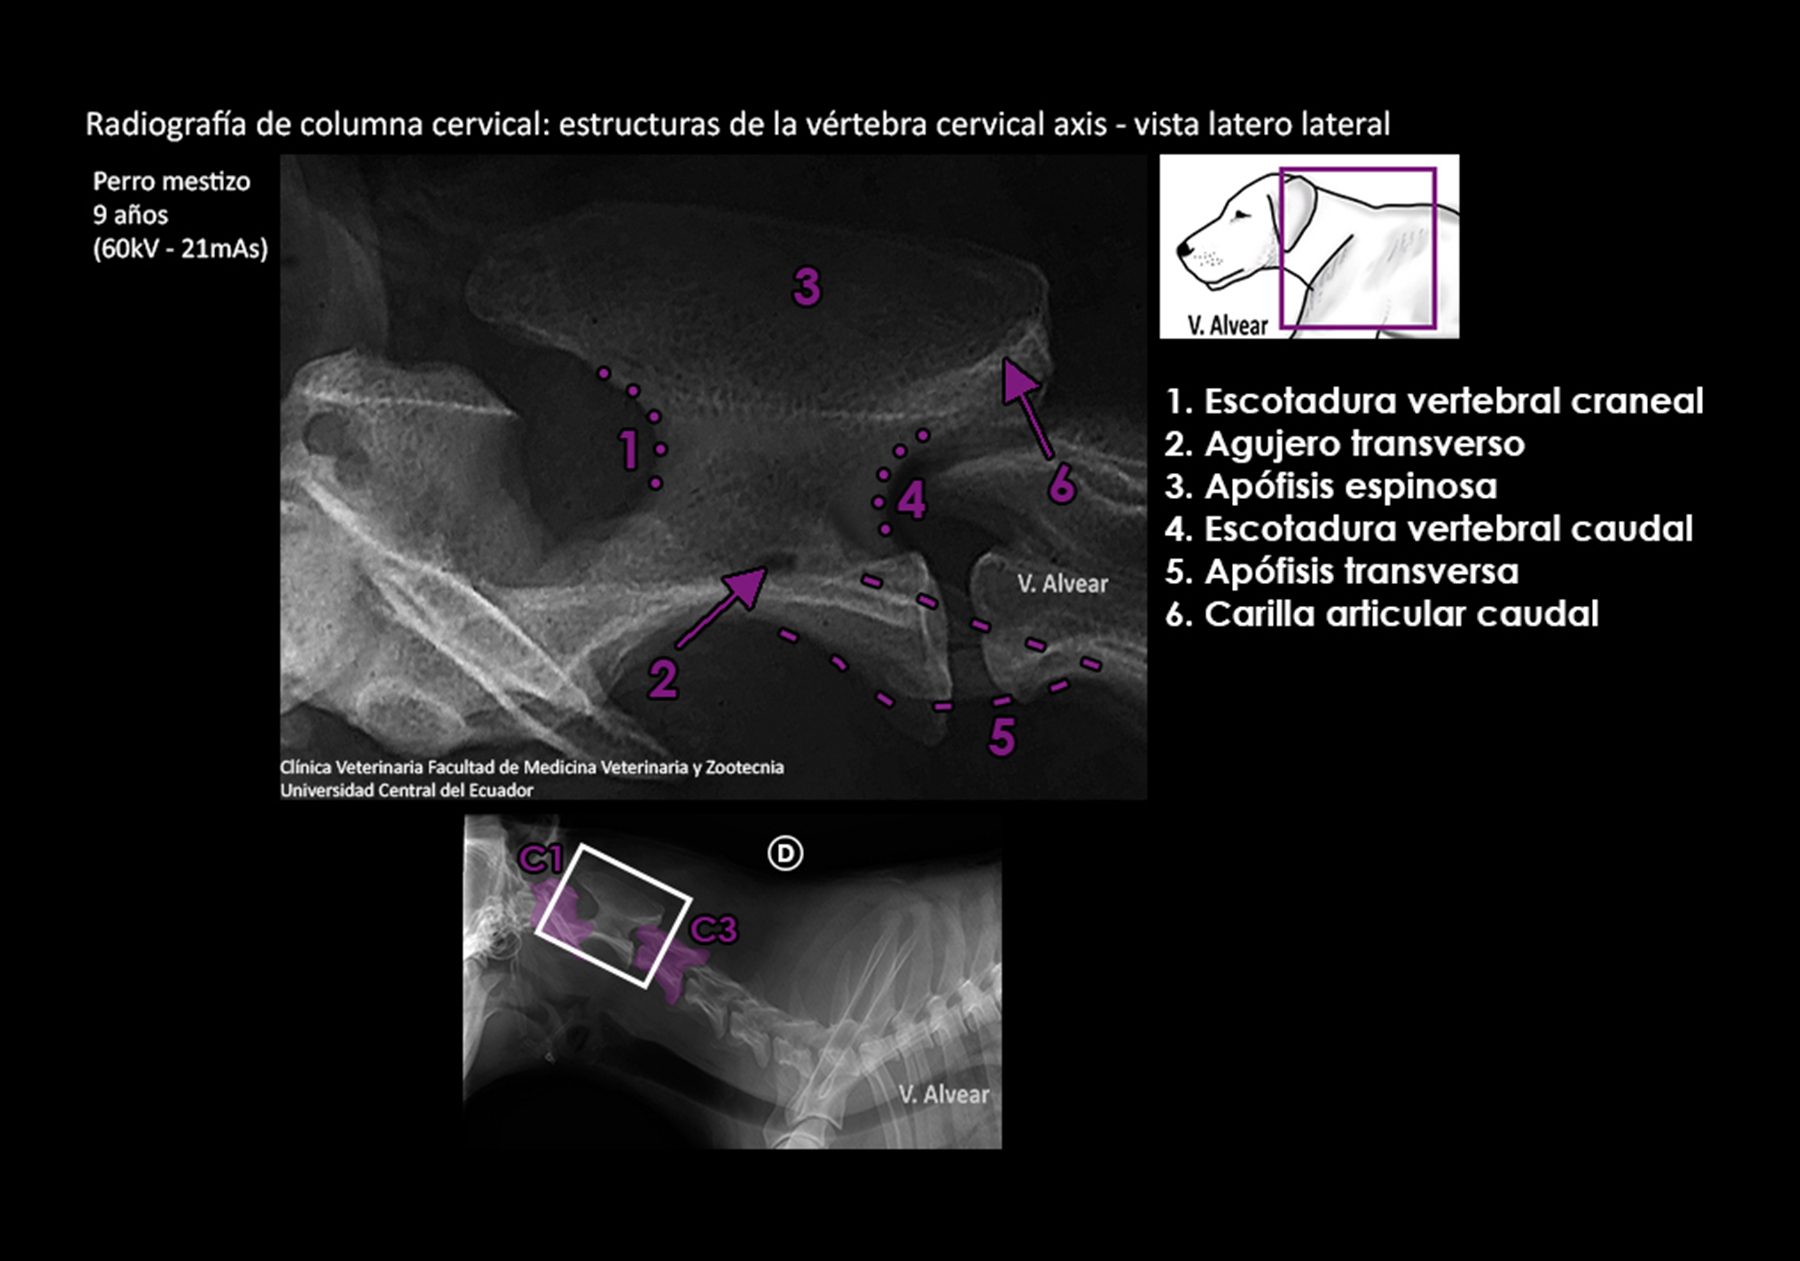 Radiografía de columna cervical: estructuras de la vértebra cervical axis - vista latero lateral
Perro mestizo
9 años
(60kV - 21mAs)
3
1
4
6
2
5
V. Alvear
Clínica Veterinaria Facultad de Medicina Veterinaria y Zootecnia
Universidad Central del Ecuador
V. Alvear
1. Escotadura vertebral craneal
2. Agujero transverso
3. Apófisis espinosa
4. Escotadura vertebral caudal
5. Apófisis transversa
6. Carilla articular caudal
C1
D
C3
V. Alvear